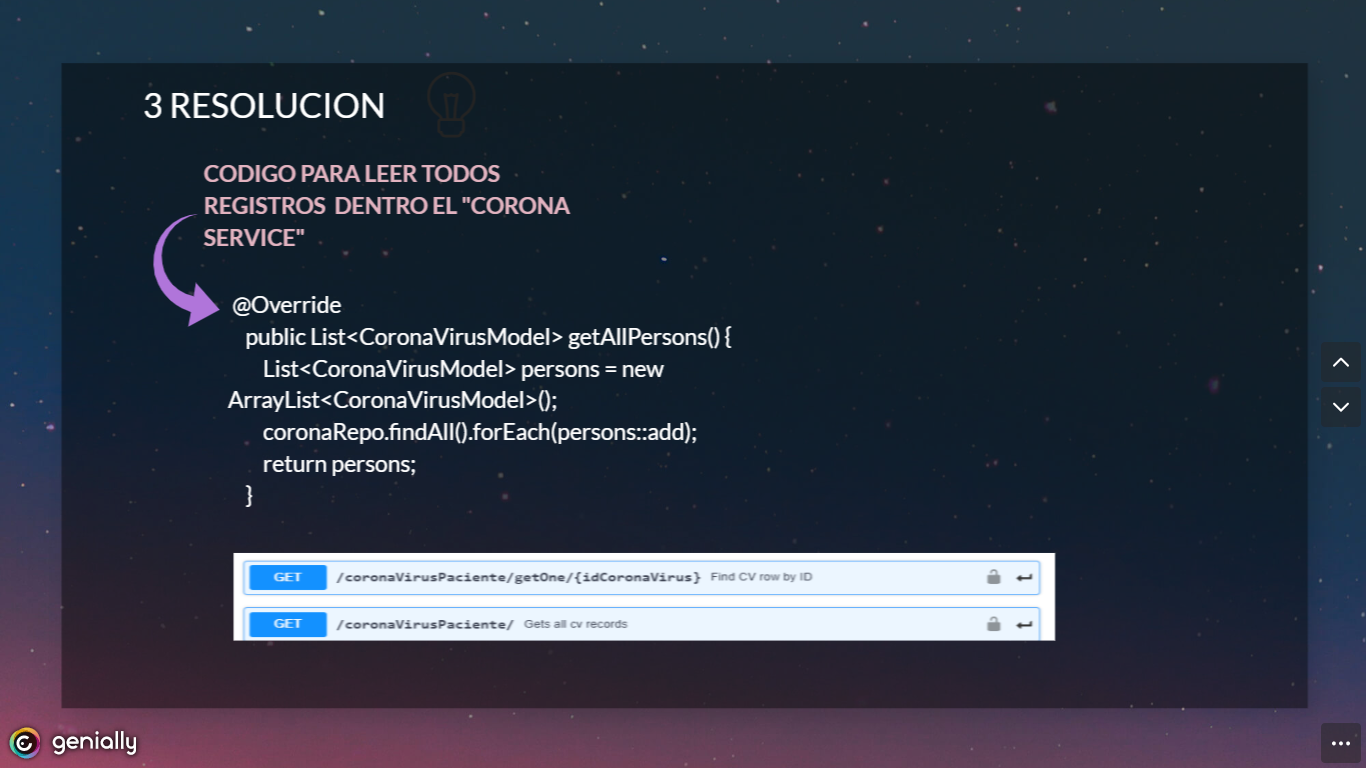 3 RESOLUCION
CODIGO PARA LEER TODOS
REGISTROS  DENTRO EL "CORONA
SERVICE"
@Override
public List<CoronaVirusModel> getAllPersons() {
List<CoronaVirusModel> persons = new
ArrayList<CoronaVirusModel>();
coronaRepo.findAll().forEach(persons::add);
return persons;
}
GET /coronaVirusPaciente/getOne/{idCoronaVirus} Find CV row by ID
GET /coronaVirusPaciente/ Gets all cv records
genially